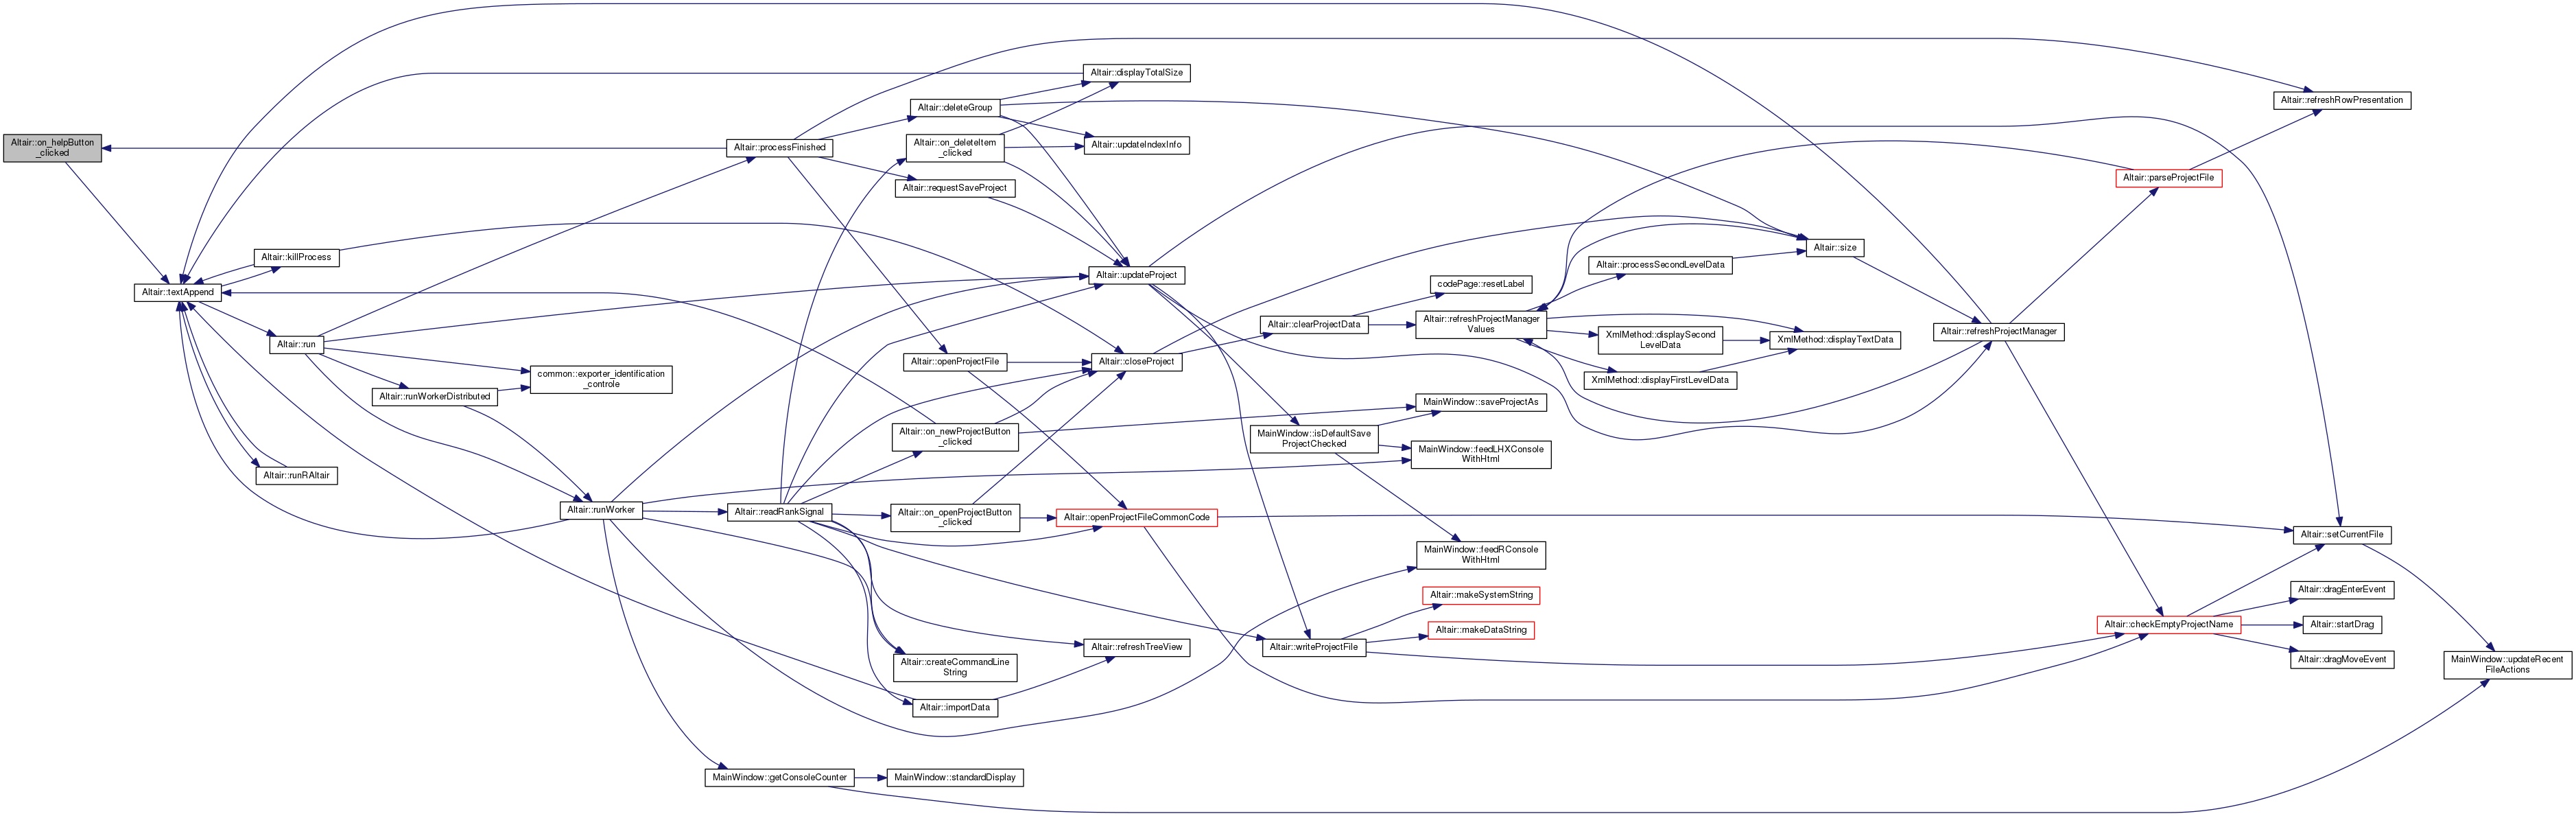 Altair::on_helpButton
_clicked
Altair::textAppend
Altair::killProcess
Altair::run
Altair::runRAltair
Altair::runWorkerDistributed
common::exporter_identification
_controle
Altair::runWorker
Altair::processFinished
Altair::readRankSignal
MainWindow::getConsoleCounter
Altair::deleteGroup
Altair::on_deleteItem
_clicked
Altair::requestSaveProject
Altair::openProjectFile
Altair::on_newProjectButton
_clicked
Altair::on_openProjectButton
_clicked
Altair::createCommandLine
String
Altair::importData
MainWindow::standardDisplay
Altair::displayTotalSize
Altair::updateIndexInfo
Altair::updateProject
Altair::closeProject
Altair::openProjectFileCommonCode
Altair::refreshTreeView
Altair::clearProjectData
MainWindow::isDefaultSave
ProjectChecked
Altair::writeProjectFile
codePage::resetLabel
Altair::refreshProjectManager
Values
MainWindow::saveProjectAs
MainWindow::feedLHXConsole
WithHtml
MainWindow::feedRConsole
WithHtml
Altair::makeSystemString
Altair::makeDataString
Altair::processSecondLevelData
XmlMethod::displaySecond
LevelData
XmlMethod::displayFirstLevelData
Altair::size
XmlMethod::displayTextData
Altair::refreshProjectManager
Altair::parseProjectFile
Altair::checkEmptyProjectName
Altair::refreshRowPresentation
Altair::setCurrentFile
Altair::dragEnterEvent
Altair::startDrag
Altair::dragMoveEvent
MainWindow::updateRecent
FileActions